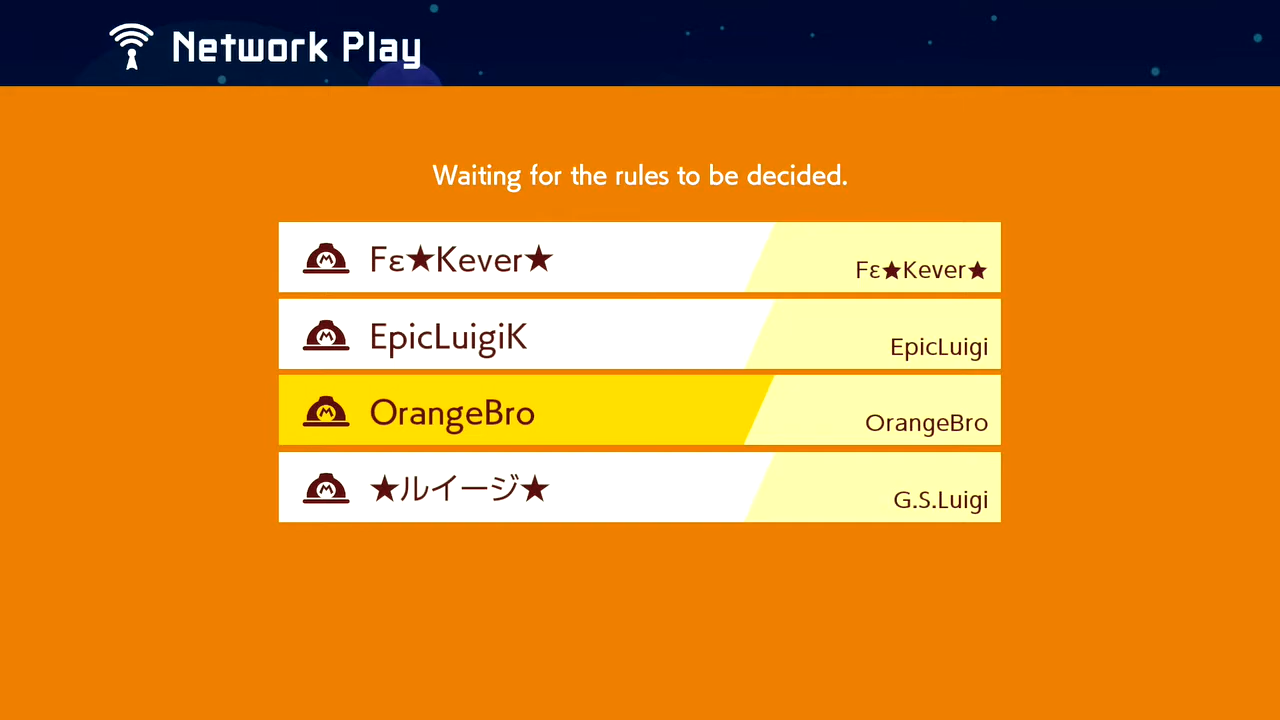 Network Play
Waiting for the rules to be decided.
Fε★Kever★
Fε★Kever★
EpicLuigiK
EpicLuigi
OrangeBro
OrangeBro
★ルイージ★
G.S.Luigi